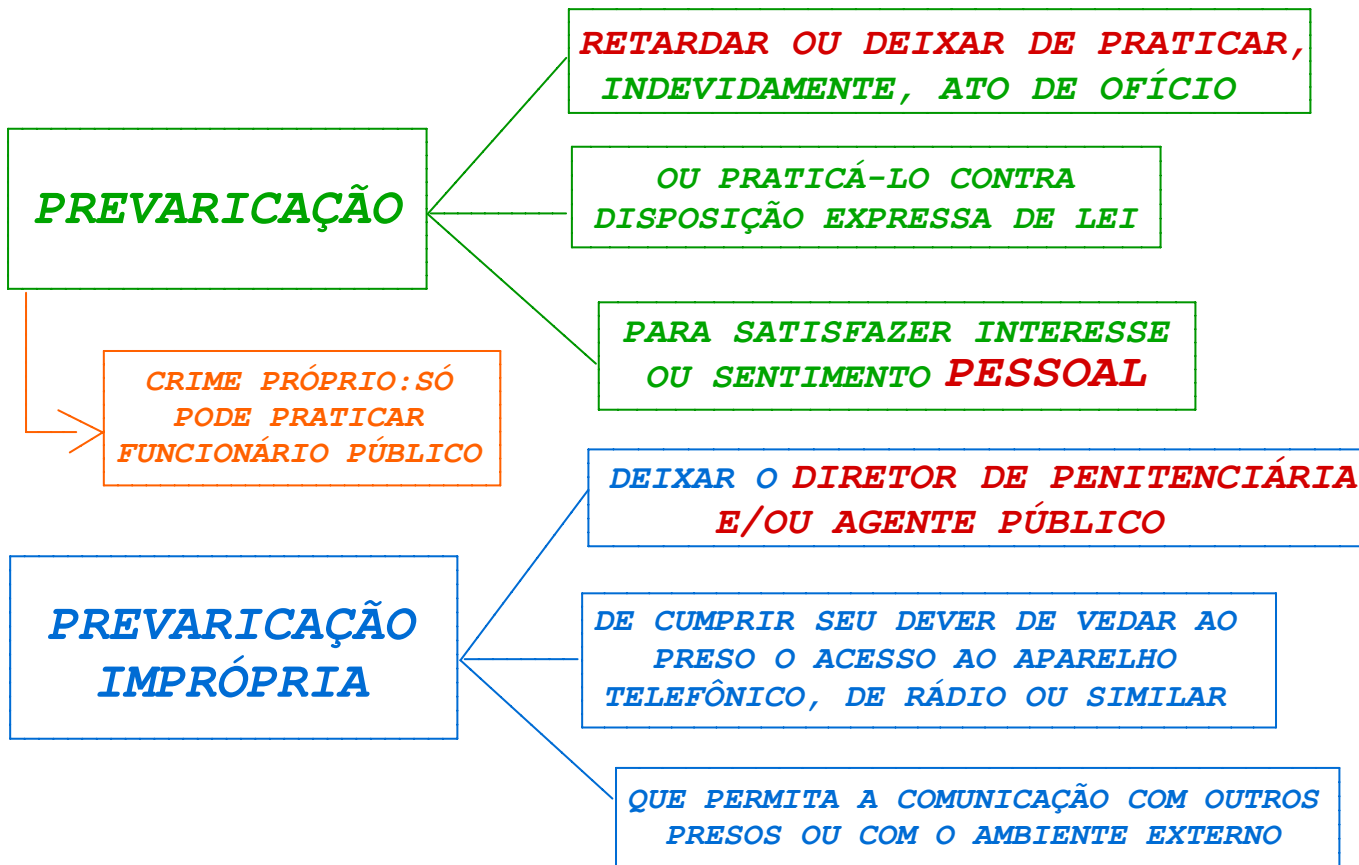 RETARDAR OU DEIXAR DE PRATICAR,
INDEVIDAMENTE, ATO DE OFÍCIO
PREVARICAÇÃO
OU PRATICÁ-LO CONTRA
DISPOSIÇÃO EXPRESSA DE LEI
PARA SATISFAZER INTERESSE
OU SENTIMENTO PESSOAL
CRIME PRÓPRIO:SÓ
PODE PRATICAR
FUNCIONÁRIO PÚBLICO
DEIXAR O DIRETOR DE PENITENCIÁRIA
E/OU AGENTE PÚBLICO
PREVARICAÇÃO
IMPRÓPRIA
DE CUMPRIR SEU DEVER DE VEDAR AO
PRESO O ACESSO AO APARELHO
TELEFÔNICO, DE RÁDIO OU SIMILAR
QUE PERMITA A COMUNICAÇÃO COM OUTROS
PRESOS OU COM O AMBIENTE EXTERNO